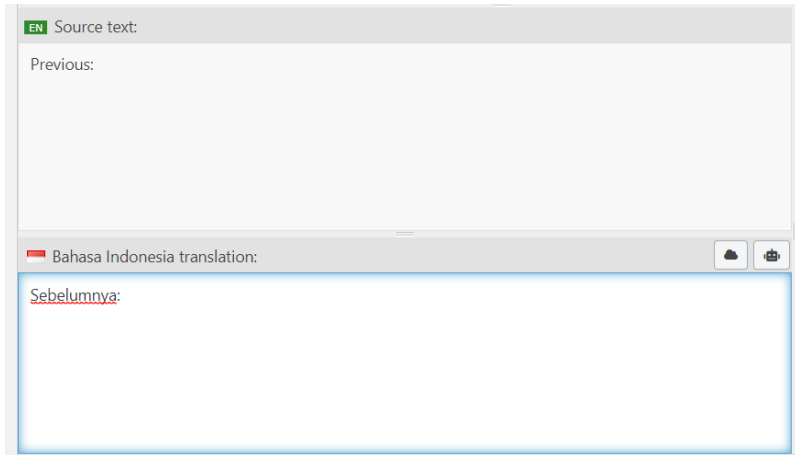 EN Source text:
Previous:
Bahasa Indonesia translation:
Sebelumnya: